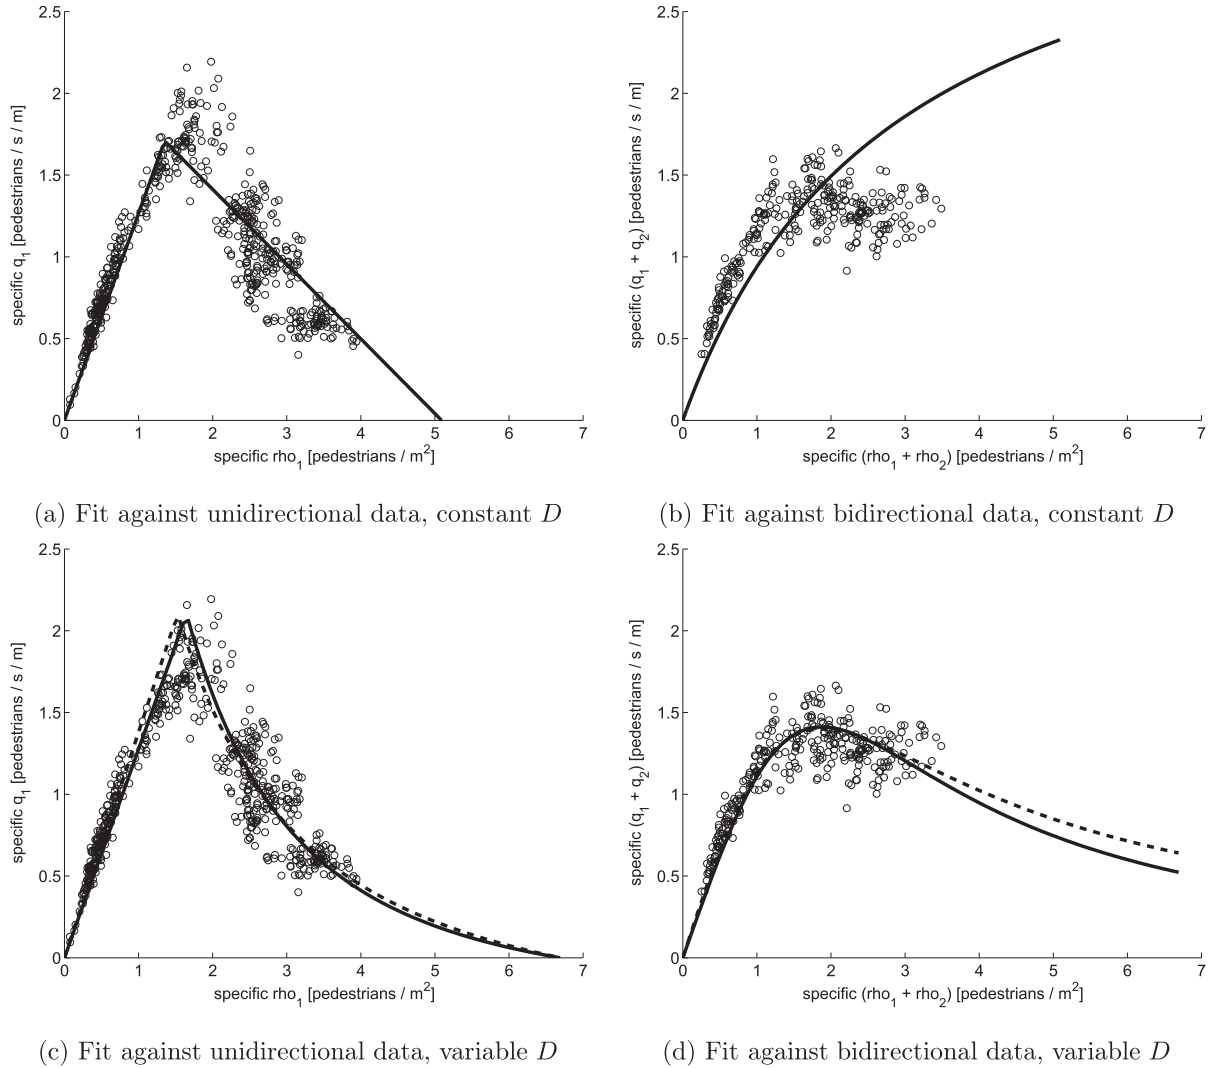 2.5
2
1.5
1
0.5
0
0 1 2 3 4 5 6 7
specific q1 [pedestrians / s / m]
specific rho1 [pedestrians / m²]
(a) Fit against unidirectional data, constant D
2.5
2
1.5
1
0.5
0
0 1 2 3 4 5 6 7
specific (q1 + q2) [pedestrians / s / m]
specific (rho1 + rho2) [pedestrians / m²]
(b) Fit against bidirectional data, constant D
2.5
2
1.5
1
0.5
0
0 1 2 3 4 5 6 7
specific q1 [pedestrians / s / m]
specific rho1 [pedestrians / m²]
(c) Fit against unidirectional data, variable D
2.5
2
1.5
1
0.5
0
0 1 2 3 4 5 6 7
specific (q1 + q2) [pedestrians / s / m]
specific (rho1 + rho2) [pedestrians / m²]
(d) Fit against bidirectional data, variable D